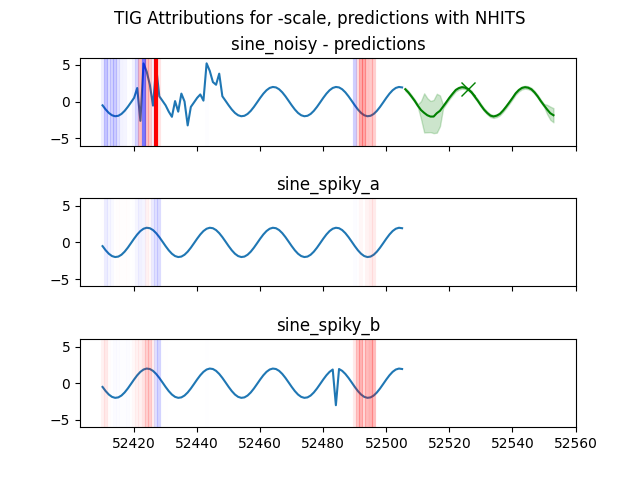 TIG Attributions for -scale, predictions with NHITS
sine_noisy - predictions
5
0
−5
sine_spiky_a
5
0
−5
sine_spiky_b
5
0
−5
52420 52440 52460 52480 52500 52520 52540 52560